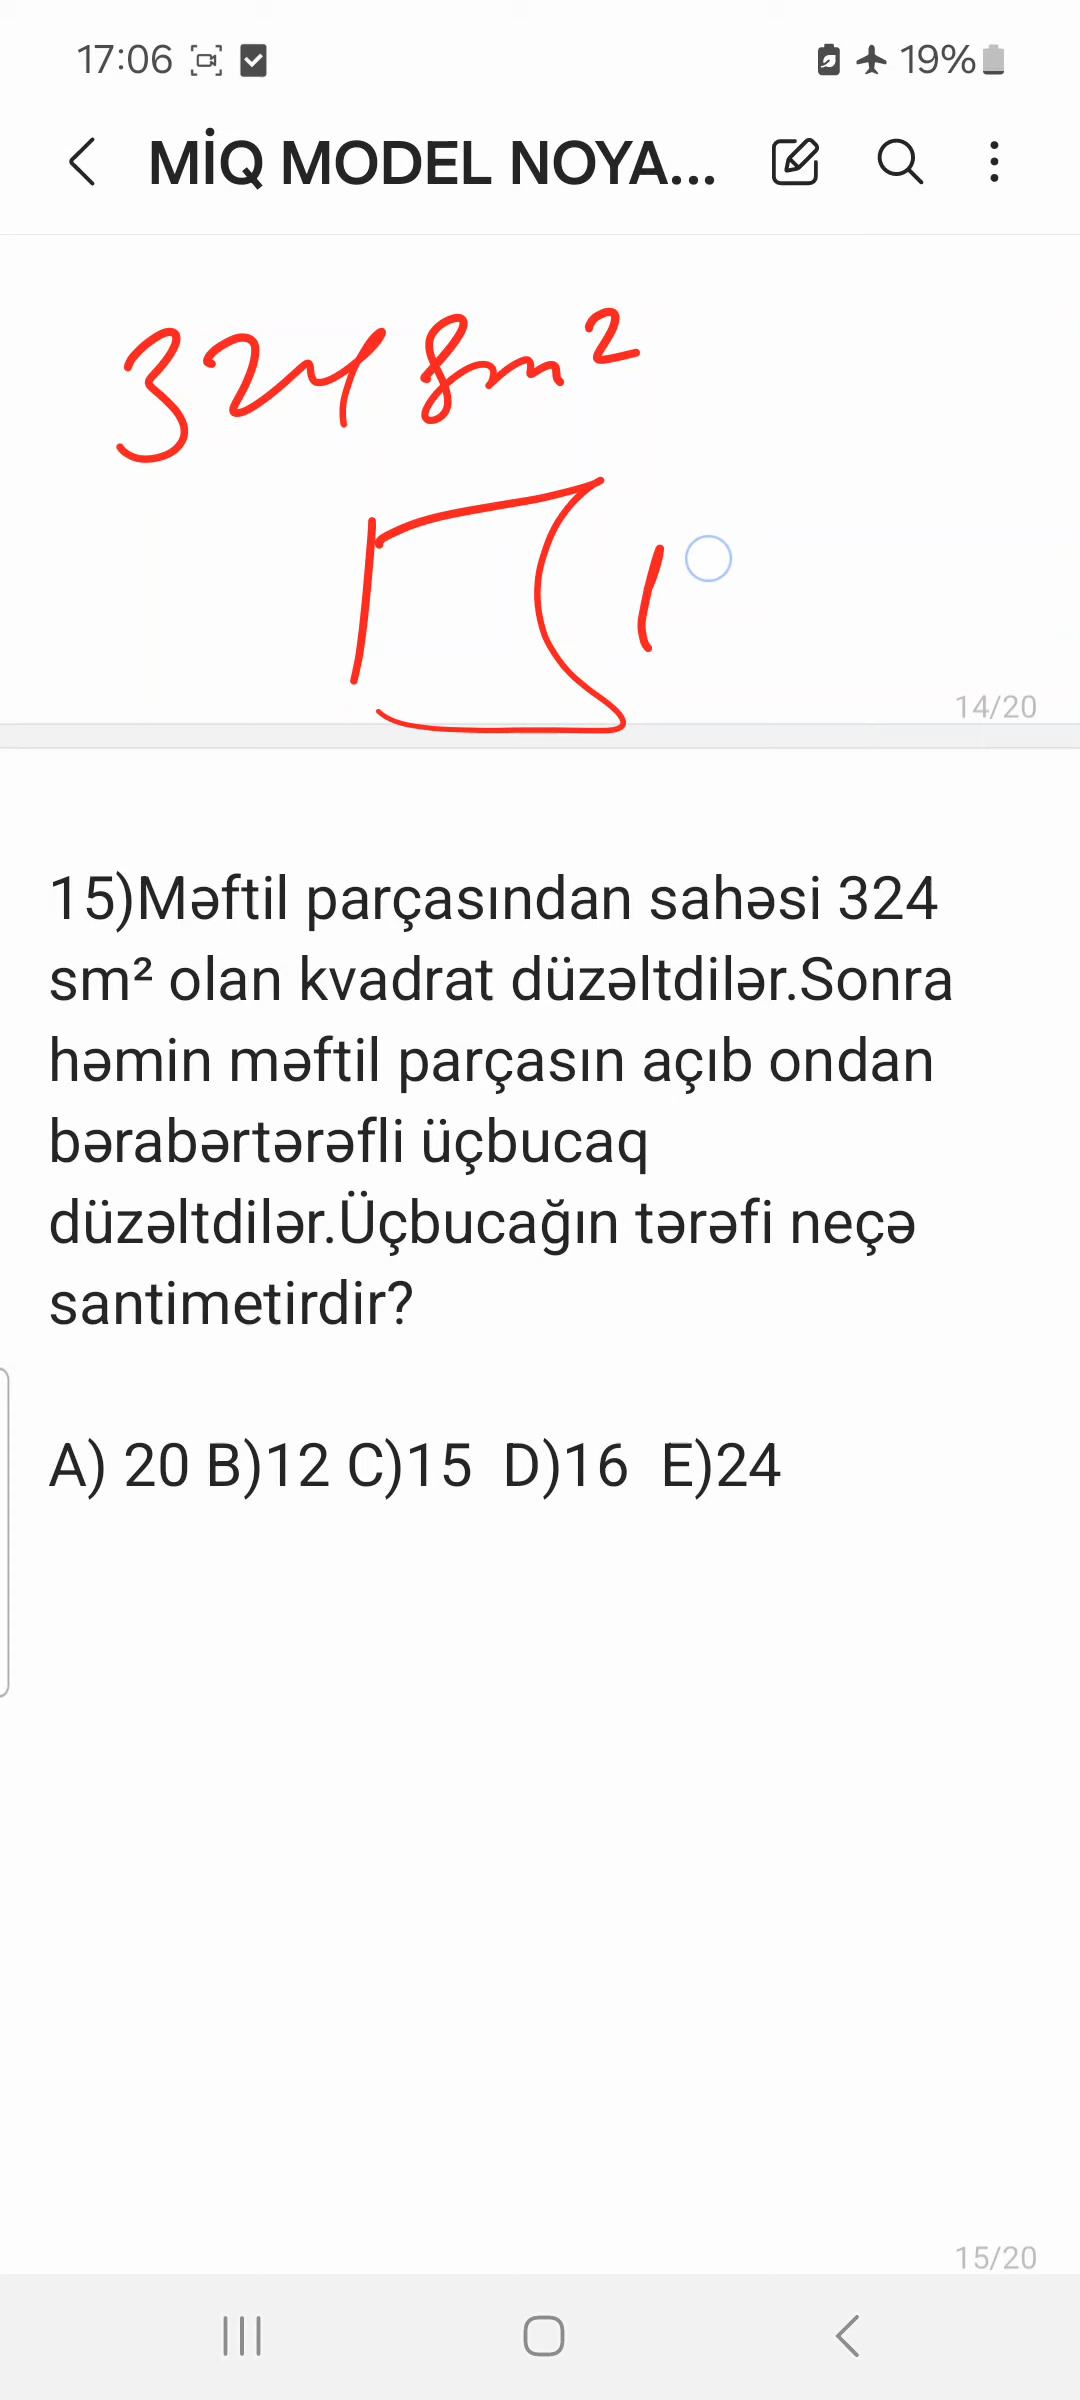 17:06 19%
MİQ MODEL NOYA...
324 sm²
1
14/20
15)Məftil parçasından sahəsi 324
sm² olan kvadrat düzəltdilər.Sonra
həmin məftil parçasın açıb ondan
bərabərtərəfli üçbucaq
düzəltdilər.Üçbucağın tərəfi neçə
santimetirdir?
A) 20 B)12 C)15 D)16 E)24
15/20